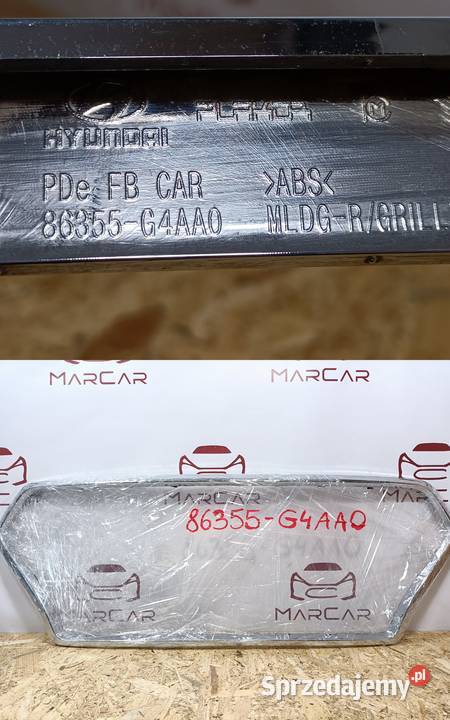 HYUNDAI
PDe FB CAR >ABS<
86355-G4AA0 MLDG-R/GRILL
MARCAR MARCAR
MARCAR
86355-G4AA0
MARCAR MARCAR
Sprzedajemy.pl